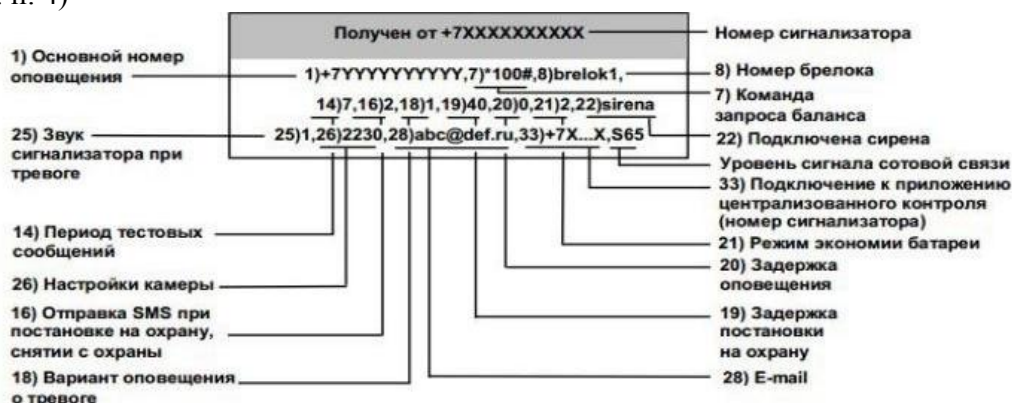 п. 4)
Получен от +7XXXXXXXXXX
1)+7YYYYYYYYYY,7)*100#,8)brelok1,
14)7,16)2,18)1,19)40,20)0,21)2,22)sirena
25)1,26)2230,28)abc@def.ru,33)+7X...X,S65
1) Основной номер
оповещения
25) Звук
сигнализатора при
тревоге
14) Период тестовых
сообщений
26) Настройки камеры
16) Отправка SMS при
постановке на охрану,
снятии с охраны
18) Вариант оповещения
о тревоге
Номер сигнализатора
8) Номер брелока
7) Команда
запроса баланса
22) Подключена сирена
Уровень сигнала сотовой связи
33) Подключение к приложению
централизованного контроля
(номер сигнализатора)
21) Режим экономии батареи
20) Задержка
оповещения
19) Задержка
постановки
на охрану
28) E-mail